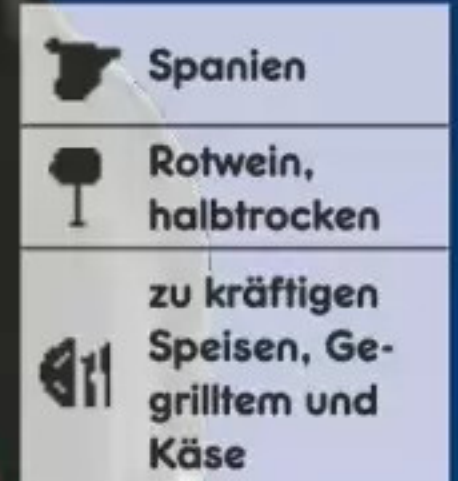 Spanien
Rotwein,
halbtrocken
zu kräftigen
Speisen, Ge-
grilltem und
Käse